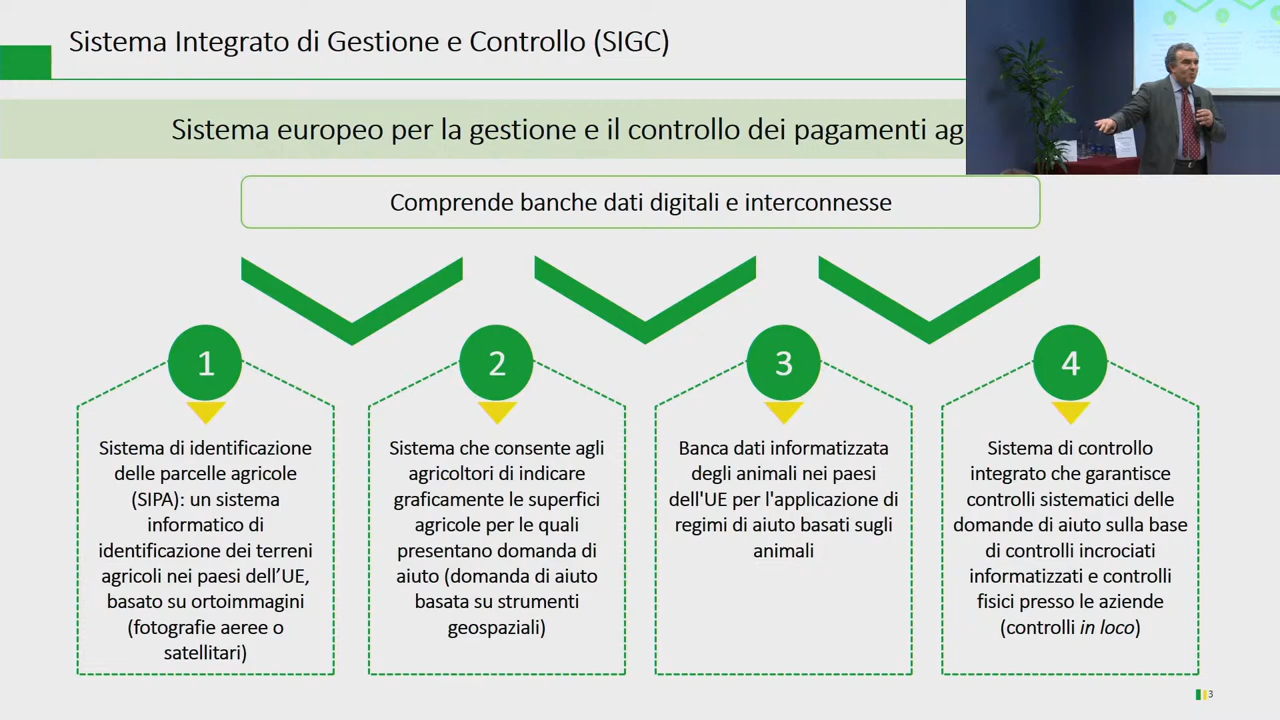 Sistema Integrato di Gestione e Controllo (SIGC)
Sistema europeo per la gestione e il controllo dei pagamenti ag
Comprende banche dati digitali e interconnesse
1
Sistema di identificazione
delle parcelle agricole
(SIPA): un sistema
informatico di
identificazione dei terreni
agricoli nei paesi dell’UE,
basato su ortoimmagini
(fotografie aeree o
satellitari)
2
Sistema che consente agli
agricoltori di indicare
graficamente le superfici
agricole per le quali
presentano domanda di
aiuto (domanda di aiuto
basata su strumenti
geospaziali)
3
Banca dati informatizzata
degli animali nei paesi
dell'UE per l'applicazione di
regimi di aiuto basati sugli
animali
4
Sistema di controllo
integrato che garantisce
controlli sistematici delle
domande di aiuto sulla base
di controlli incrociati
informatizzati e controlli
fisici presso le aziende
(controlli in loco)
3